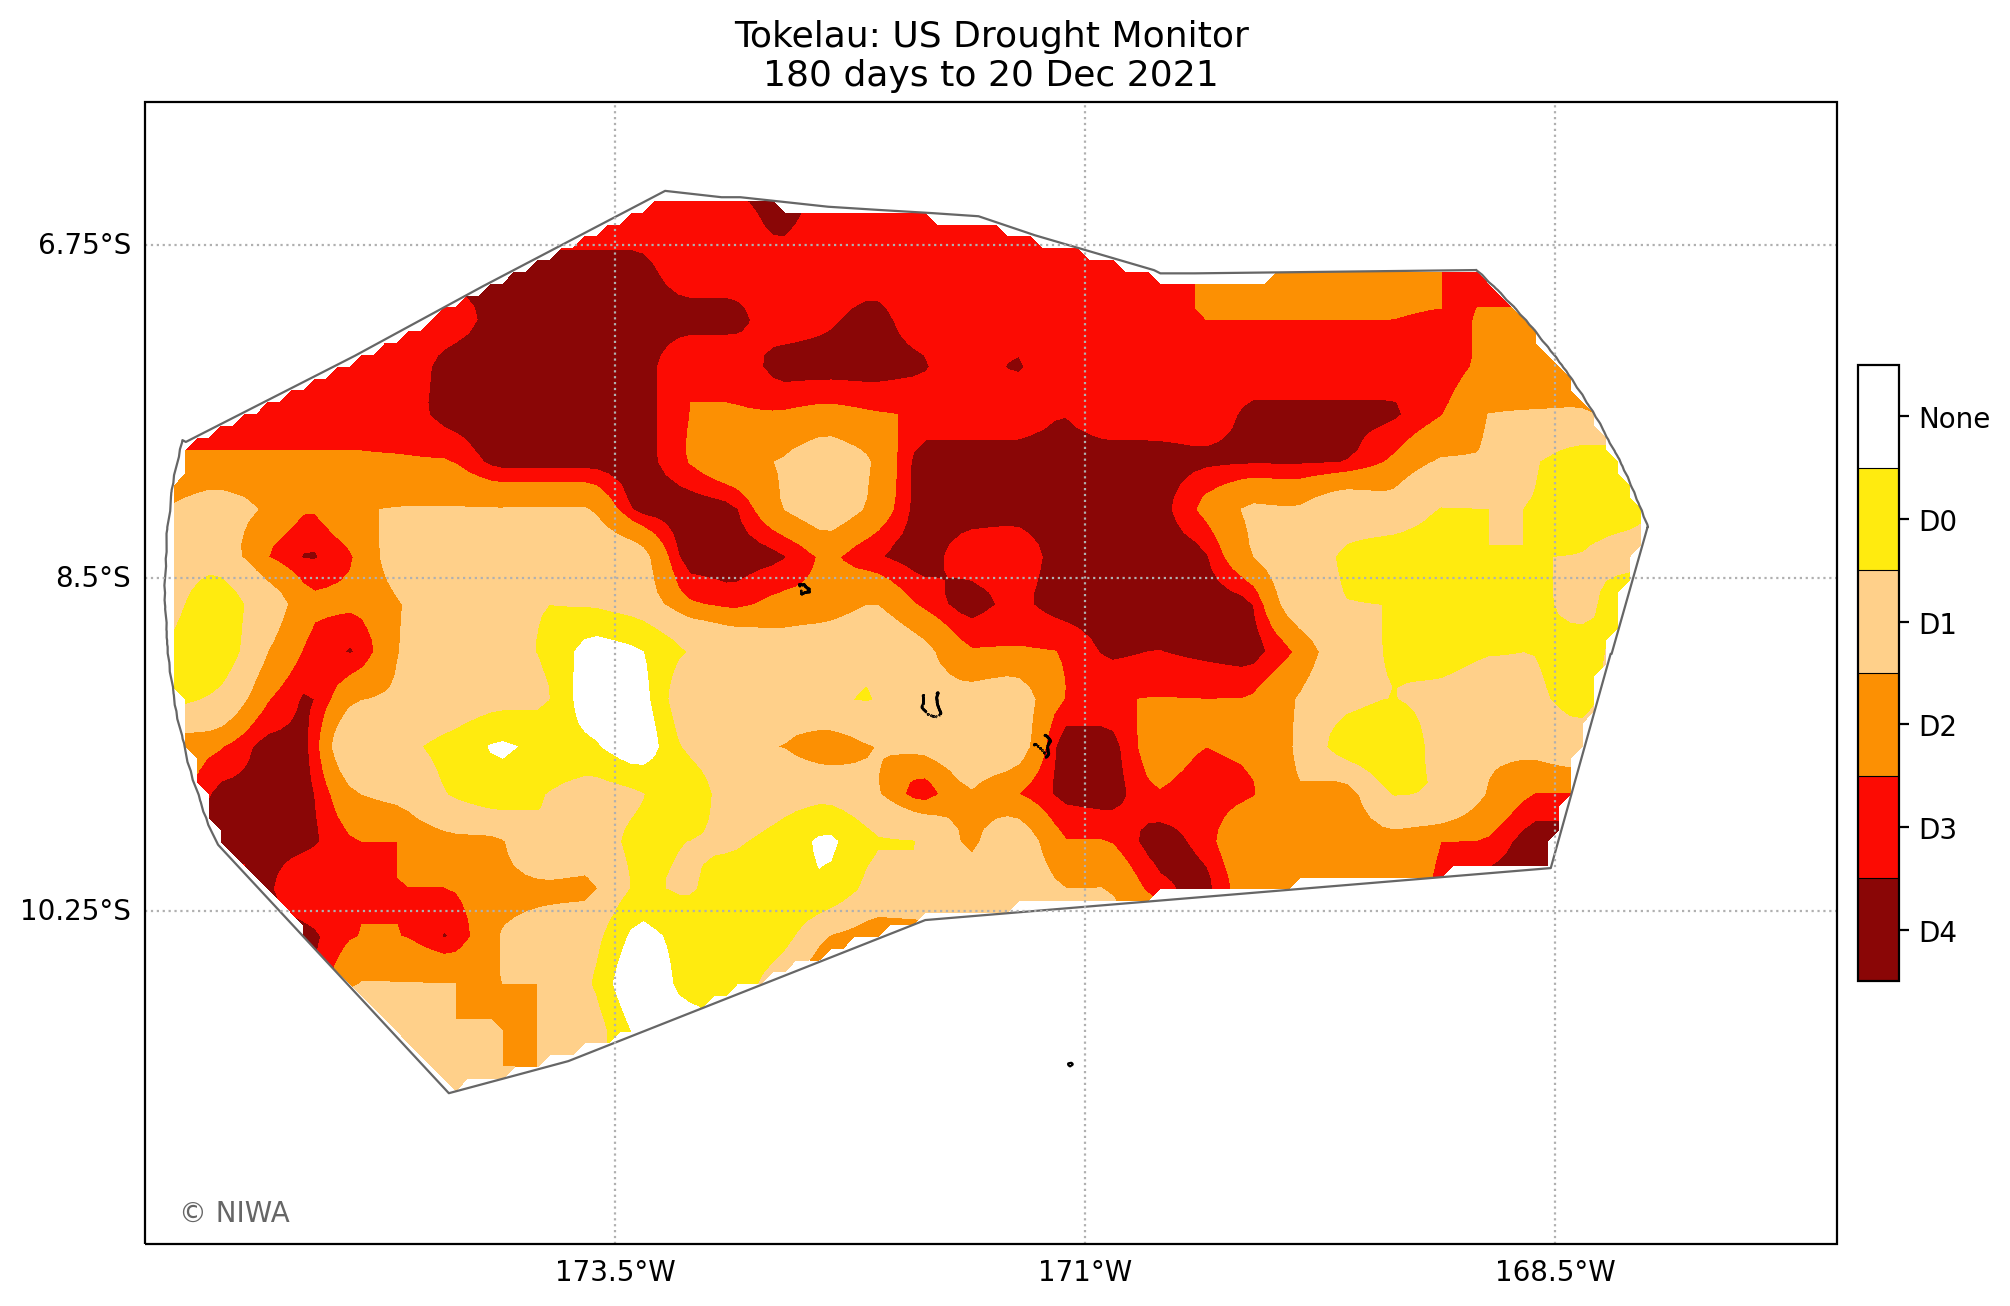 Tokelau: US Drought Monitor
180 days to 20 Dec 2021
6.75°S
8.5°S
10.25°S
173.5°W
171°W
168.5°W
None
D0
D1
D2
D3
D4
© NIWA